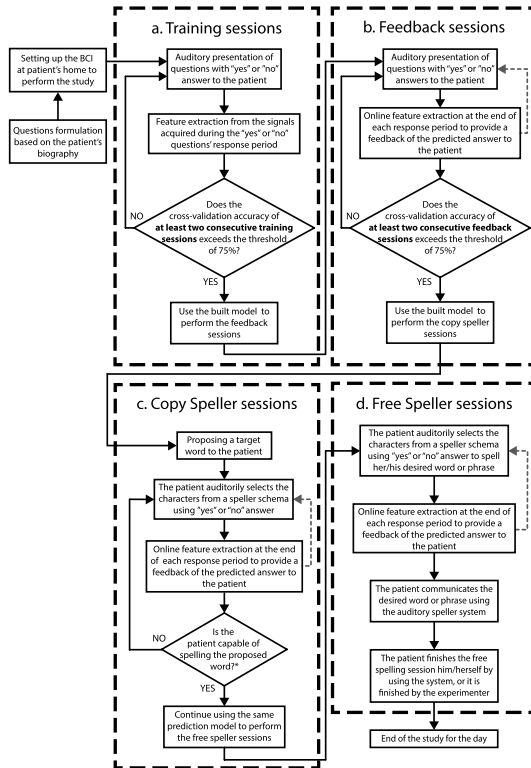 a. Training sessions
Setting up the BCI
at patient's home to
perform the study
Questions formulation
based on the patient's
biography
Auditory presentation of
questions with "yes" or "no"
answer to the patient
Feature extraction from the signals
acquired during the "yes" or "no"
questions' response period
Does the
cross-validation accuracy of
at least two consecutive training
sessions exceeds the threshold
of 75%?
NO
YES
Use the built model to
perform the feedback
sessions
b. Feedback sessions
Auditory presentation of
questions with "yes" or "no"
answers to the patient
Online feature extraction at the end of
each response period to provide a
feedback of the predicted answer to
the patient
Does the
cross-validation accuracy of
at least two consecutive feedback
sessions exceeds the threshold
of 75%?
NO
YES
Use the built model to
perform the copy speller
sessions
c. Copy Speller sessions
Proposing a target
word to the patient
The patient auditorily selects the
characters from a speller schema
using "yes" or "no" answer
Online feature extraction at the end
of each response period to provide a
feedback of the predicted answer to
the patient
Is the
patient capable of
spelling the proposed
word?*
NO
YES
Continue using the same
prediction model to perform
the free speller sessions
d. Free Speller sessions
The patient auditorily selects the
characters from a speller schema
using "yes" or "no" answer to spell
her/his desired word or phrase
Online feature extraction at the end of
each response period to provide a
feedback of the predicted answer to
the patient
The patient communicates the
desired word or phrase using
the auditory speller system
The patient finishes the free
spelling session him/herself by
using the system, or it is
finished by the experimenter
End of the study for the day